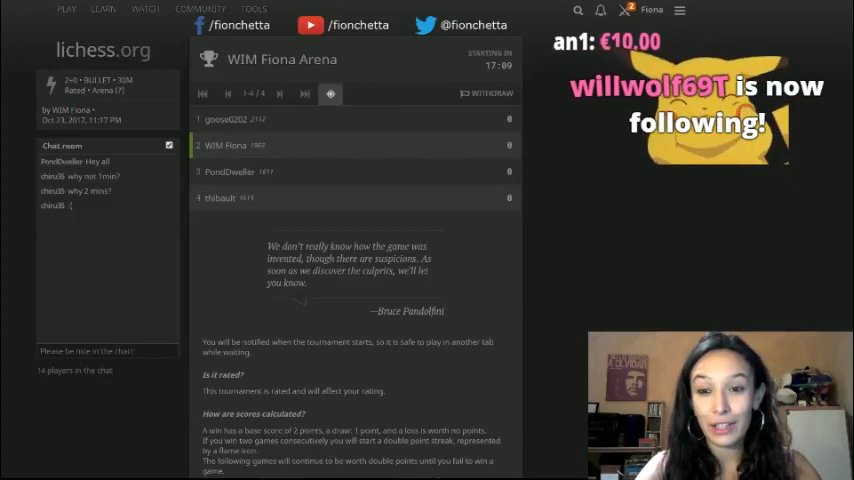 PLAY LEARN WATCH COMMUNITY TOOLS
/fionchetta /fionchetta @fionchetta
2 Fiona
lichess.org
2+0 • BULLET • 30M
Rated • Arena (?)
by WIM Fiona •
Oct 23, 2017, 11:17 PM
Chat room
PondDweller Hey all
chiru35 why not 1min?
chiru35 why 2 mins?
chiru35 :(
Please be nice in the chat!
14 players in the chat
WIM Fiona Arena
STARTING IN
17:09
1-4 / 4
WITHDRAW
1 goose0202 2112 0
2 WIM Fiona 0
3 PondDweller 1611 0
4 thibault 1615 0
We don't really know how the game was
invented, though there are suspicions. As
soon as we discover the culprits, we'll let
you know.
—Bruce Pandolfini
You will be notified when the tournament starts, so it is safe to play in another tab
while waiting.
Is it rated?
This tournament is rated and will affect your rating.
How are scores calculated?
A win has a base score of 2 points, a draw: 1 point, and a loss is worth no points.
If you win two games consecutively you will start a double point streak, represented
by a flame icon.
The following games will continue to be worth double points until you fail to win a
game.
an1: €10.00
willwolf69T is now
following!